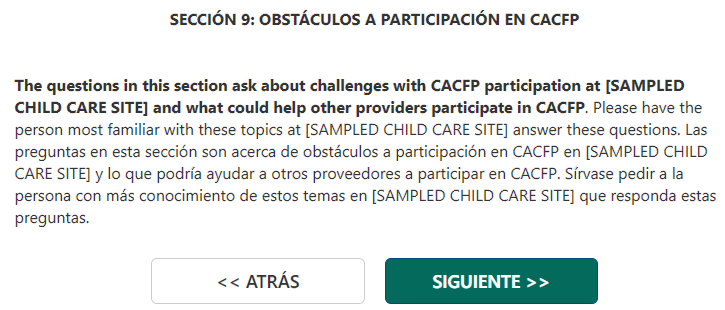 SECCIÓN 9: OBSTÁCULOS A PARTICIPACIÓN EN CACFP
The questions in this section ask about challenges with CACFP participation at [SAMPLED
CHILD CARE SITE] and what could help other providers participate in CACFP. Please have the
person most familiar with these topics at [SAMPLED CHILD CARE SITE] answer these questions. Las
preguntas en esta sección son acerca de obstáculos a participación en CACFP en [SAMPLED CHILD
CARE SITE] y lo que podría ayudar a otros proveedores a participar en CACFP. Sírvase pedir a la
persona con más conocimiento de estos temas en [SAMPLED CHILD CARE SITE] que responda estas
preguntas.
<< ATRÁS
SIGUIENTE >>